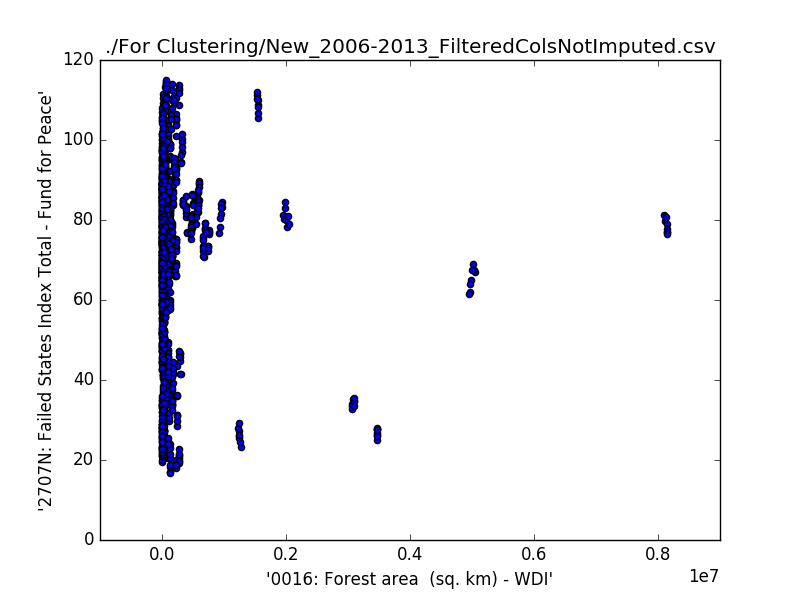 ./For Clustering/New_2006-2013_FilteredColsNotImputed.csv
120
100
80
60
40
20
0
'2707N: Failed States Index Total - Fund for Peace'
0.0 0.2 0.4 0.6 0.8
1e7
'0016: Forest area  (sq. km) - WDI'